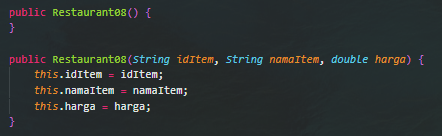 public Restaurant08() {
}
public Restaurant08(String idItem, String namaItem, double harga) {
this.idItem = idItem;
this.namaItem = namaItem;
this.harga = harga;
}